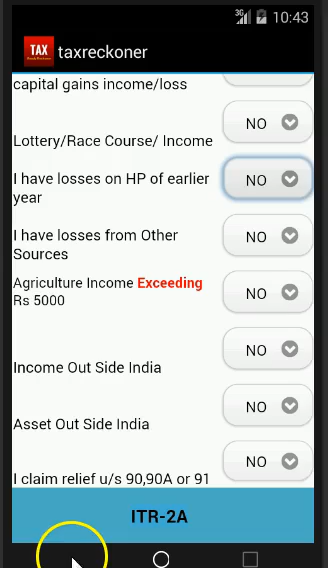 3G 10:43
TAX taxreckoner
capital gains income/loss
NO
Lottery/Race Course/ Income
I have losses on HP of earlier
year
NO
I have losses from Other
Sources
NO
Agriculture Income Exceeding
Rs 5000
NO
NO
Income Out Side India
NO
Asset Out Side India
NO
I claim relief u/s 90,90A or 91
ITR-2A